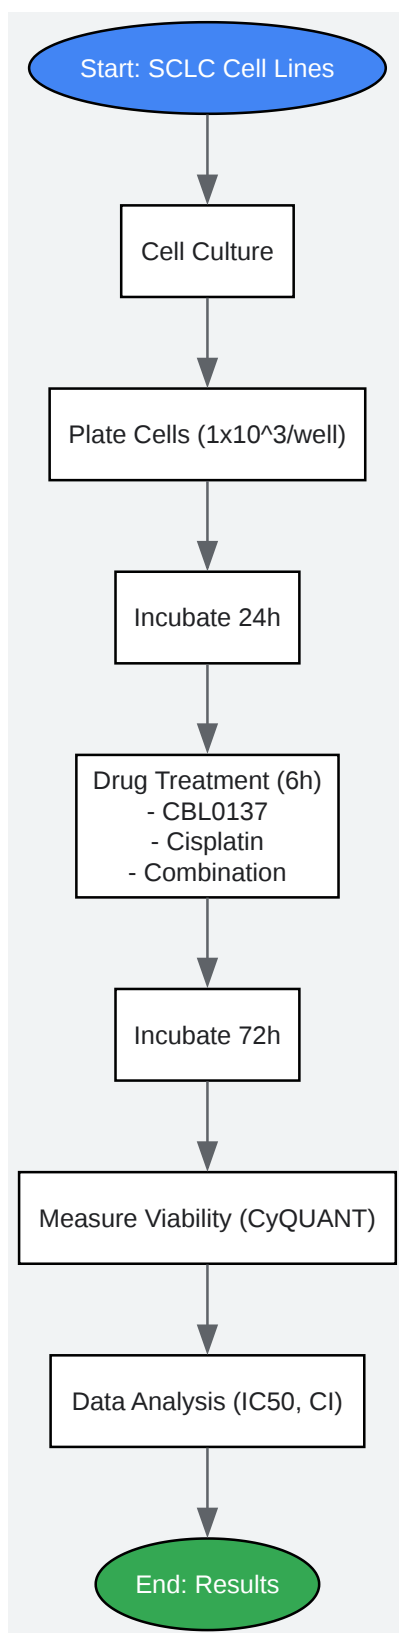 Start: SCLC Cell Lines
Cell Culture
Plate Cells (1x10^3/well)
Incubate 24h
Drug Treatment (6h)
- CBL0137
- Cisplatin
- Combination
Incubate 72h
Measure Viability (CyQUANT)
Data Analysis (IC50, CI)
End: Results